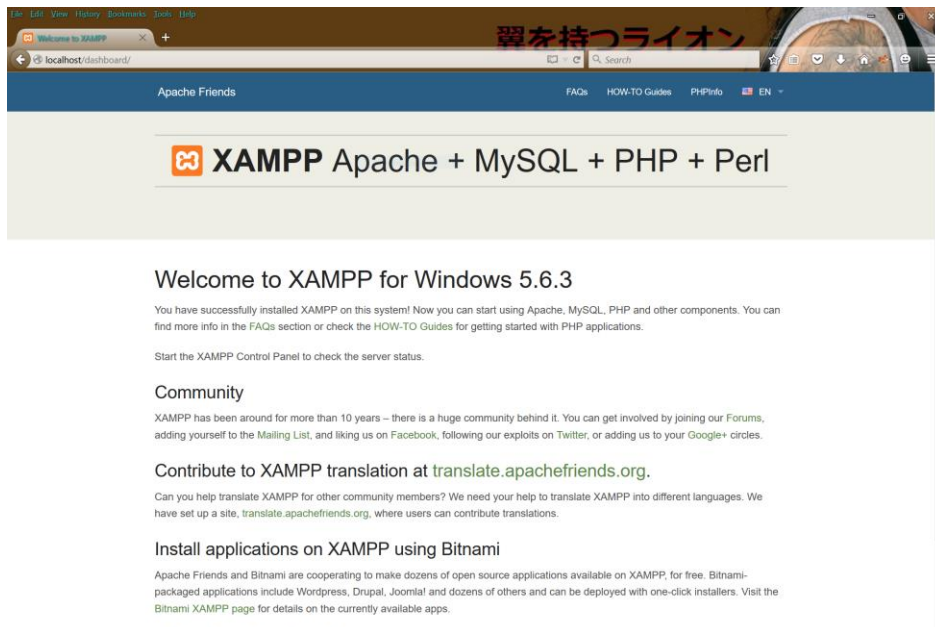 File Edit View History Bookmarks Tools Help
翼を持つライオン
Welcome to XAMPP
localhost/dashboard/
Search
Apache Friends FAQs HOW-TO Guides PHPInfo EN
XAMPP Apache + MySQL + PHP + Perl
Welcome to XAMPP for Windows 5.6.3
You have successfully installed XAMPP on this system! Now you can start using Apache, MySQL, PHP and other components. You can
find more info in the FAQs section or check the HOW-TO Guides for getting started with PHP applications.
Start the XAMPP Control Panel to check the server status.
Community
XAMPP has been around for more than 10 years – there is a huge community behind it. You can get involved by joining our Forums,
adding yourself to the Mailing List, and liking us on Facebook, following our exploits on Twitter, or adding us to your Google+ circles.
Contribute to XAMPP translation at translate.apachefriends.org.
Can you help translate XAMPP for other community members? We need your help to translate XAMPP into different languages. We
have set up a site, translate.apachefriends.org, where users can contribute translations.
Install applications on XAMPP using Bitnami
Apache Friends and Bitnami are cooperating to make dozens of open source applications available on XAMPP, for free. Bitnami-
packaged applications include Wordpress, Drupal, Joomla! and dozens of others and can be deployed with one-click installers. Visit the
Bitnami XAMPP page for details on the currently available apps.